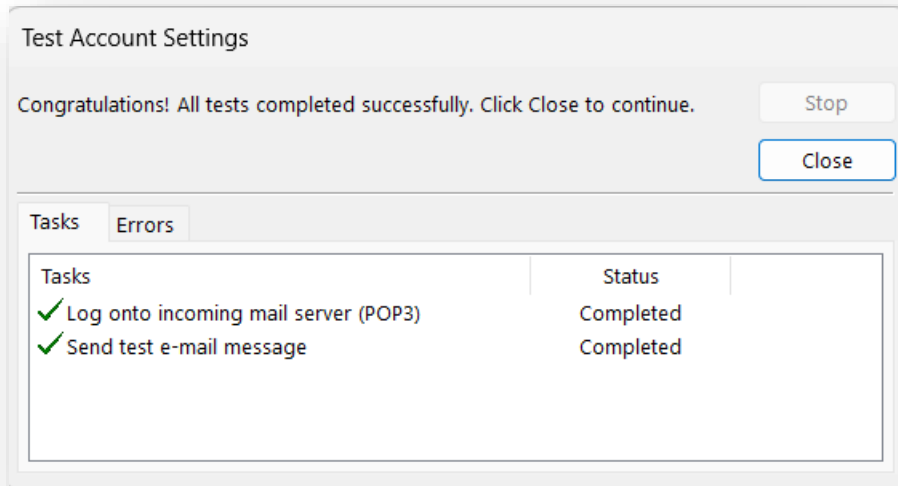 Test Account Settings
Congratulations! All tests completed successfully. Click Close to continue.
Stop
Close
Tasks Errors
Tasks Status
Log onto incoming mail server (POP3) Completed
Send test e-mail message Completed